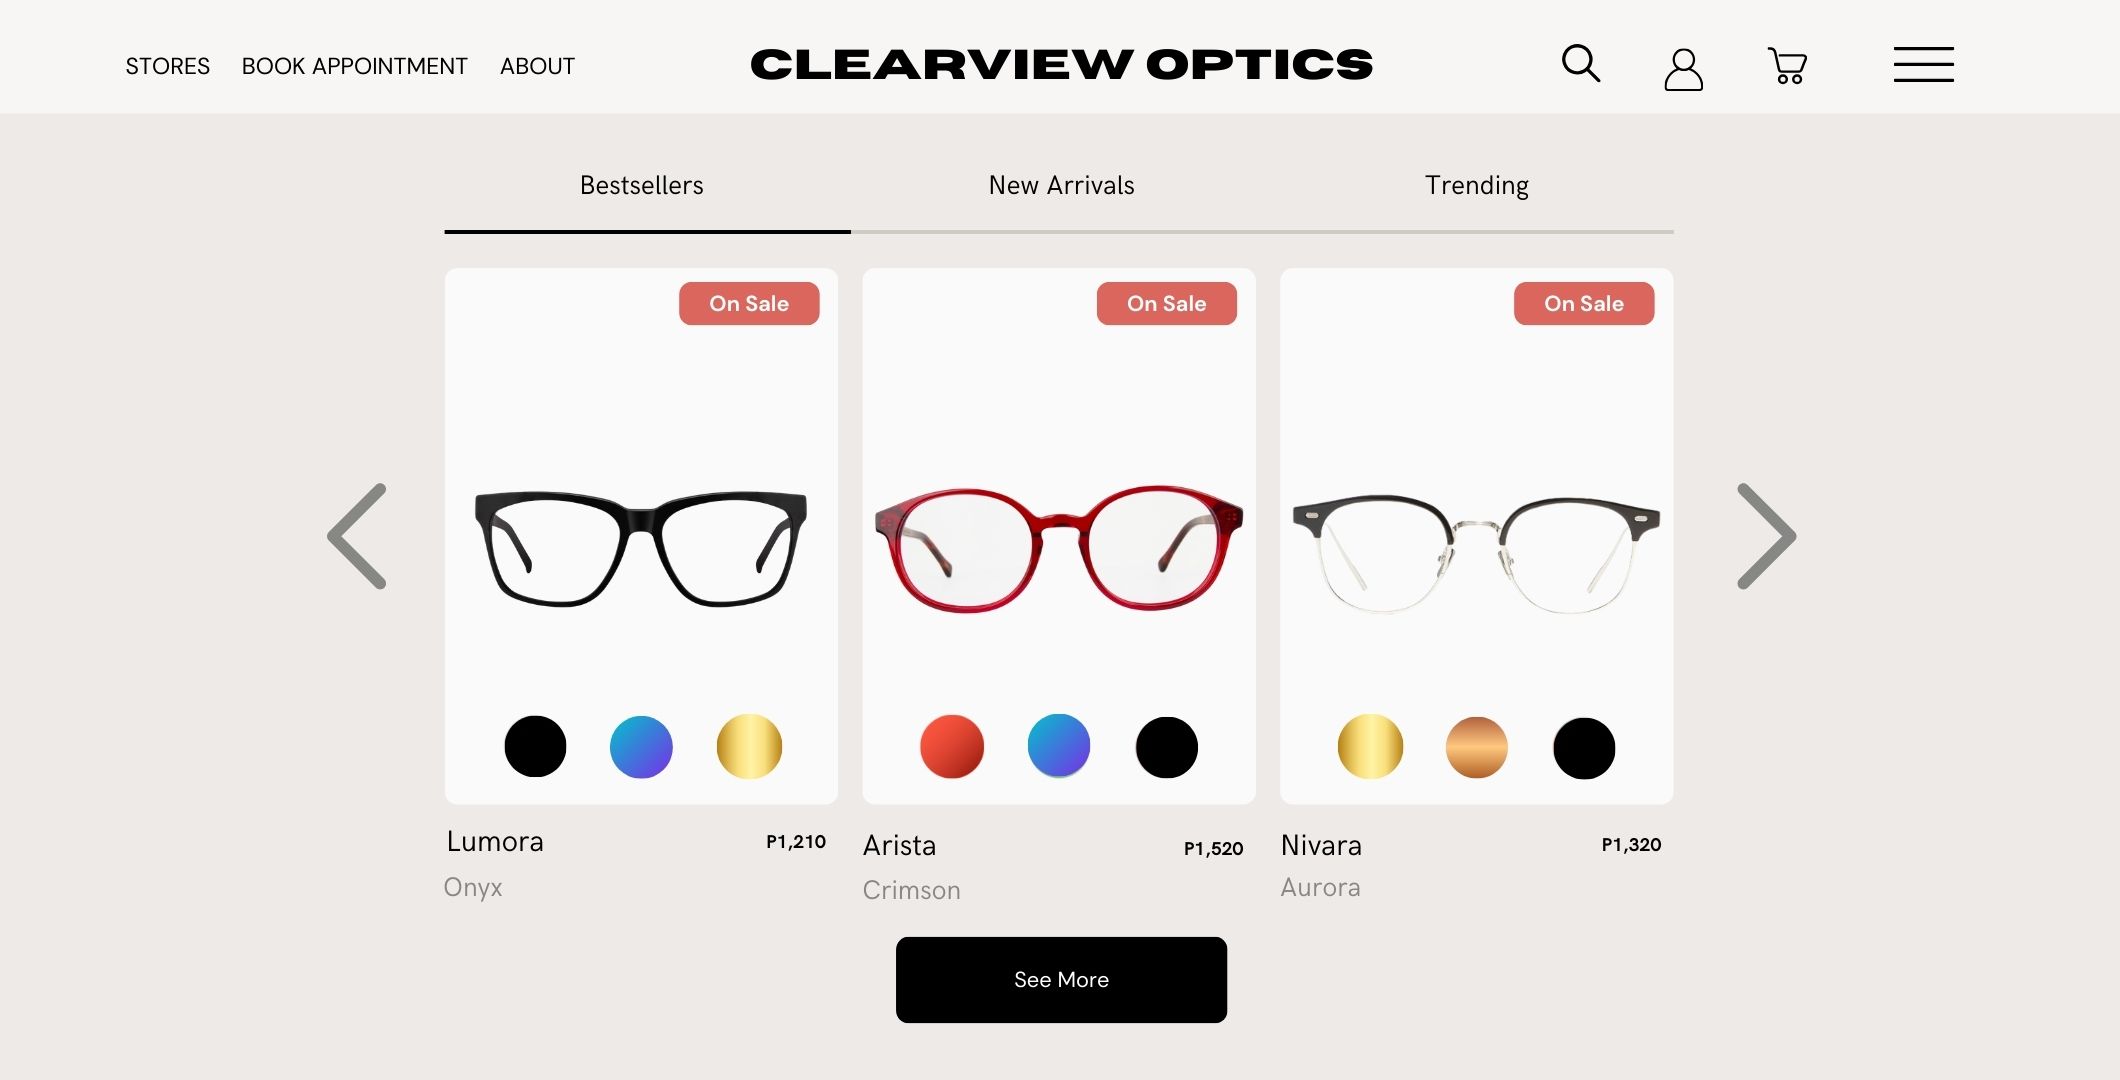 STORES BOOK APPOINTMENT ABOUT CLEARVIEW OPTICS
Bestsellers New Arrivals Trending
On Sale On Sale On Sale
Lumora P1,210 Arista P1,520 Nivara P1,320
Onyx Crimson Aurora
See More